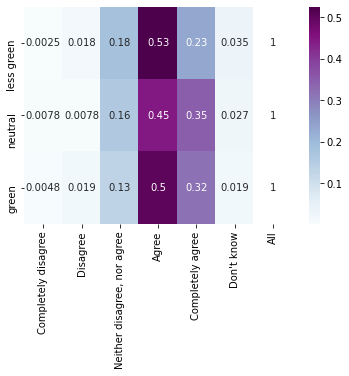 less green 0.0025 0.018 0.18 0.53 0.23 0.035 1
neutral 0.0078 0.0078 0.16 0.45 0.35 0.027 1
green 0.0048 0.019 0.13 0.5 0.32 0.019 1
Completely disagree
Disagree
Neither disagree, nor agree
Agree
Completely agree
Don't know
All
0.5
0.4
0.3
0.2
0.1